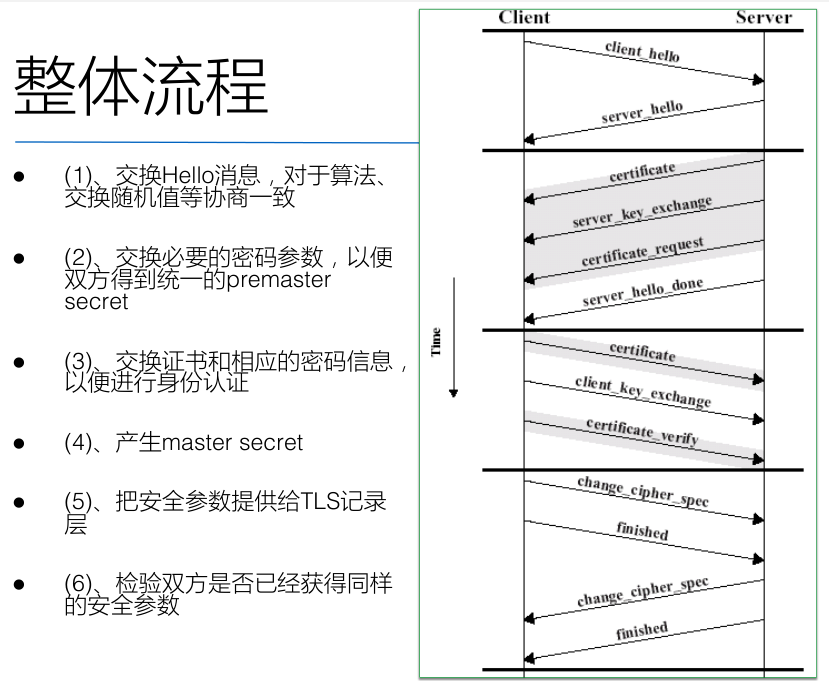 整体流程
(1)、交换Hello消息，对于算法、
交换随机值等协商一致
(2)、交换必要的密码参数，以便
双方得到统一的premaster
secret
(3)、交换证书和相应的密码信息，
以便进行身份认证
(4)、产生master secret
(5)、把安全参数提供给TLS记录
层
(6)、检验双方是否已经获得同样
的安全参数
Client
Server
client_hello
server_hello
certificate
server_key_exchange
certificate_request
server_hello_done
Time
certificate
client_key_exchange
certificate_verify
change_cipher_spec
finished
change_cipher_spec
finished